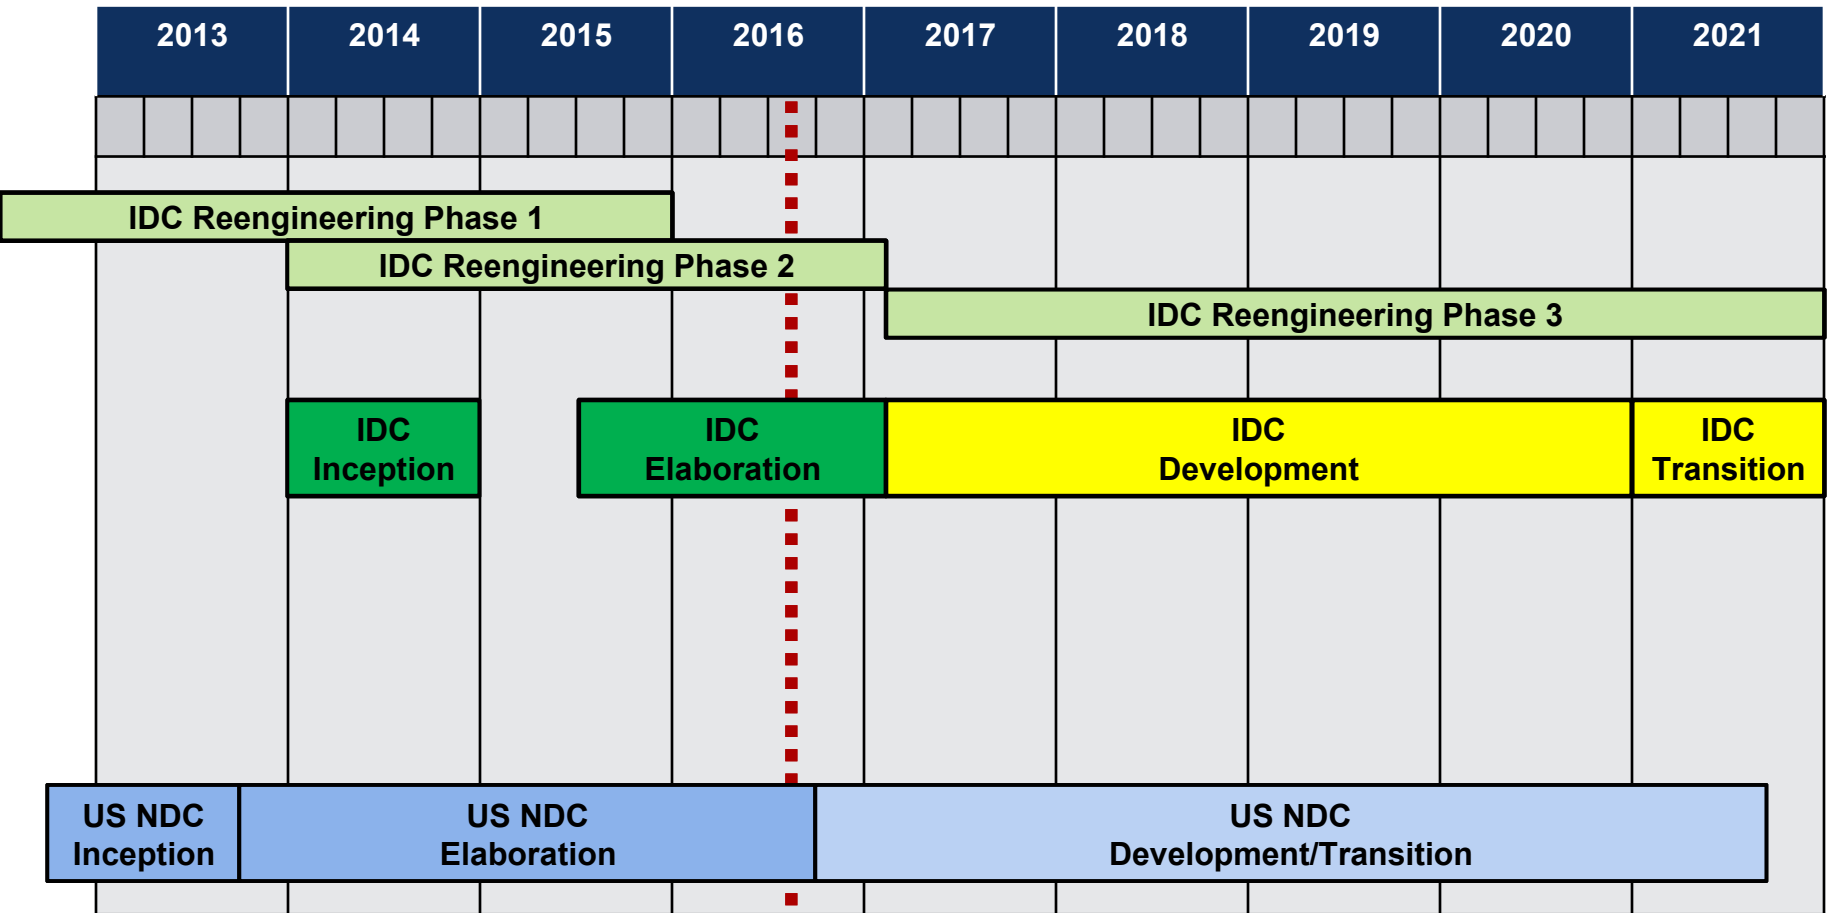 2013 2014 2015 2016 2017 2018 2019 2020 2021
IDC Reengineering Phase 1
IDC Reengineering Phase 2
IDC Reengineering Phase 3
IDC
Inception
IDC
Elaboration
IDC
Development
IDC
Transition
US NDC
Inception
US NDC
Elaboration
US NDC
Development/Transition